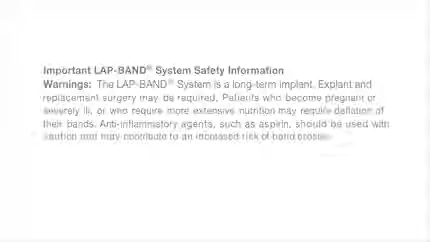 Important LAP-BAND® System Safety Information
Warnings: The LAP-BAND® System is a long-term implant. Explant and
replacement surgery may be required. Patients who become pregnant or
severely ill, or who require more extensive nutrition may require deflation of
their bands. Anti-inflammatory agents, such as aspirin, should be used with
caution and may contribute to an increased risk of band erosion.